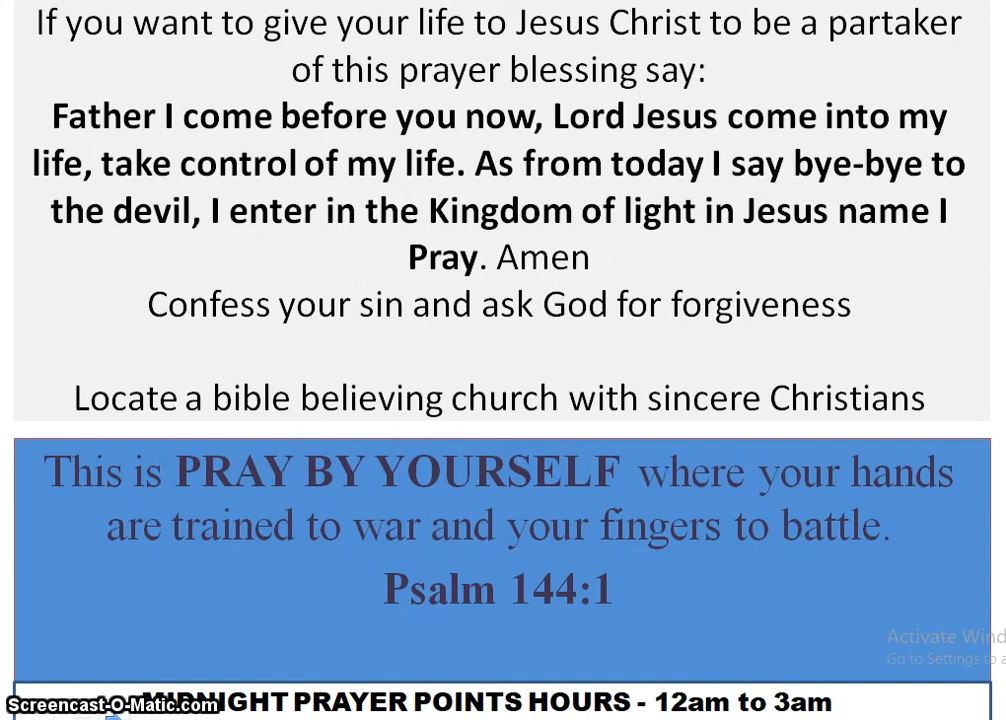 If you want to give your life to Jesus Christ to be a partaker
of this prayer blessing say:
Father I come before you now, Lord Jesus come into my
life, take control of my life. As from today I say bye-bye to
the devil, I enter in the Kingdom of light in Jesus name I
Pray. Amen
Confess your sin and ask God for forgiveness
Locate a bible believing church with sincere Christians
This is PRAY BY YOURSELF where your hands
are trained to war and your fingers to battle.
Psalm 144:1
Activate Wind
Go to Settings to a
MIDNIGHT PRAYER POINTS HOURS - 12am to 3am
Screencast-O-Matic.com